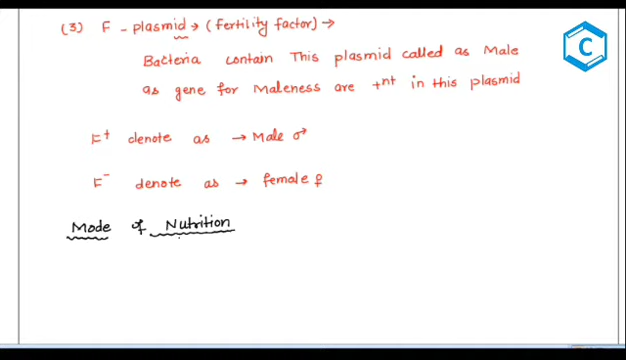 (3) F - plasmid → (fertility factor) →
Bacteria contain This plasmid called as Male
as gene for Maleness are +nt in this plasmid
F+ denote as → Male ♂
F- denote as → female ♀
Mode of Nutrition
C